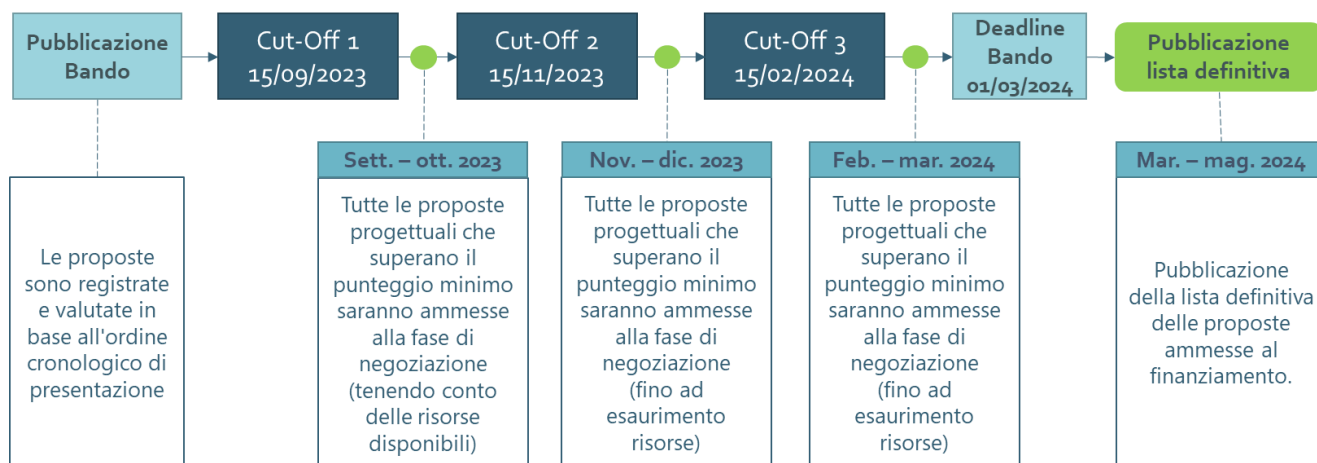 Pubblicazione
Bando
Cut-Off 1
15/09/2023
Cut-Off 2
15/11/2023
Cut-Off 3
15/02/2024
Deadline
Bando
01/03/2024
Pubblicazione
lista definitiva
Le proposte
sono registrate
e valutate in
base all'ordine
cronologico di
presentazione
Sett. – ott. 2023
Tutte le proposte
progettuali che
superano il
punteggio minimo
saranno ammesse
alla fase di
negoziazione
(tenendo conto
delle risorse
disponibili)
Nov. – dic. 2023
Tutte le proposte
progettuali che
superano il
punteggio minimo
saranno ammesse
alla fase di
negoziazione
(fino ad
esaurimento
risorse)
Feb. – mar. 2024
Tutte le proposte
progettuali che
superano il
punteggio minimo
saranno ammesse
alla fase di
negoziazione
(fino ad
esaurimento
risorse)
Mar. – mag. 2024
Pubblicazione
della lista definitiva
delle proposte
ammesse al
finanziamento.